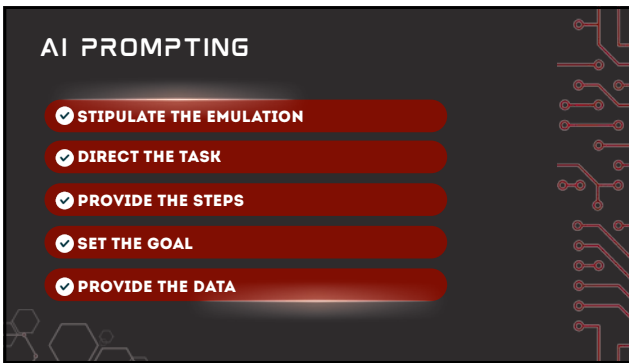 AI PROMPTING
STIPULATE THE EMULATION
DIRECT THE TASK
PROVIDE THE STEPS
SET THE GOAL
PROVIDE THE DATA